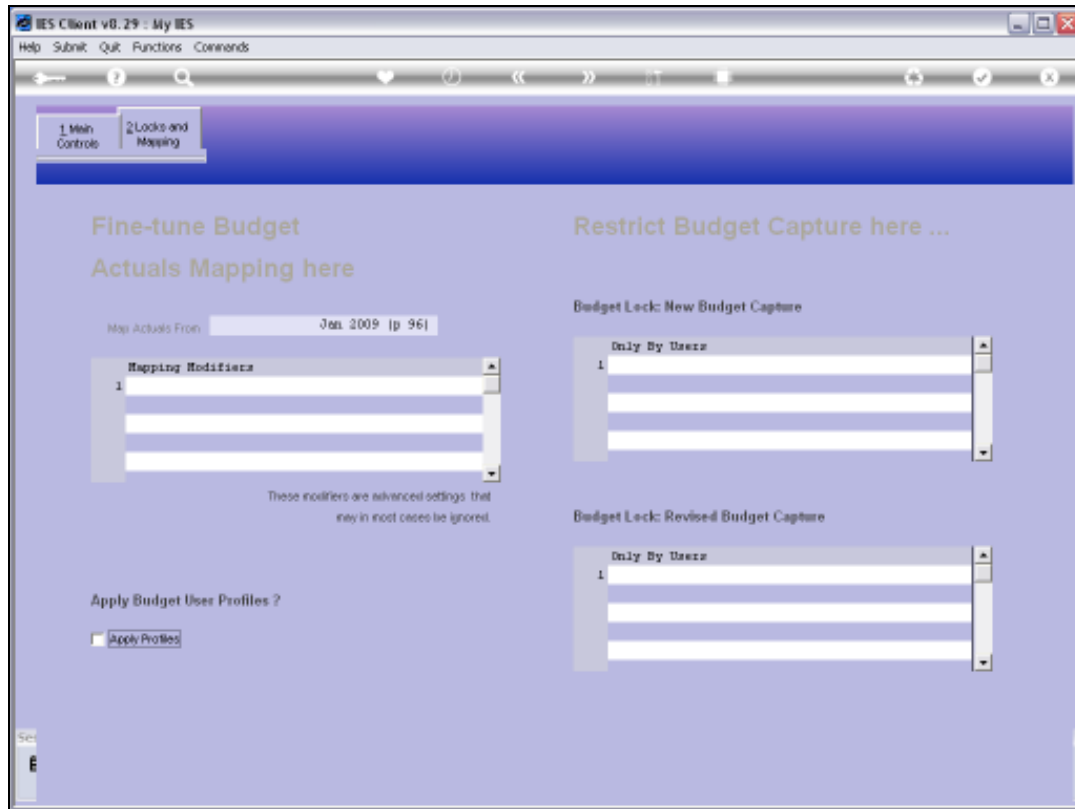 IES Client v8.29 : My IES
Help Submit Quit Functions Commands
1 Main
Controls
2 Locks and
Mapping
Fine-tune Budget
Actuals Mapping here
Map Actuals From
Jan 2009 (p 96)
Mapping Modifiers
1
These modifiers are advanced settings that
may in most cases be ignored.
Apply Budget User Profiles ?
Apply Profiles
Restrict Budget Capture here ...
Budget Lock: New Budget Capture
Only By Users
1
Budget Lock: Revised Budget Capture
Only By Users
1